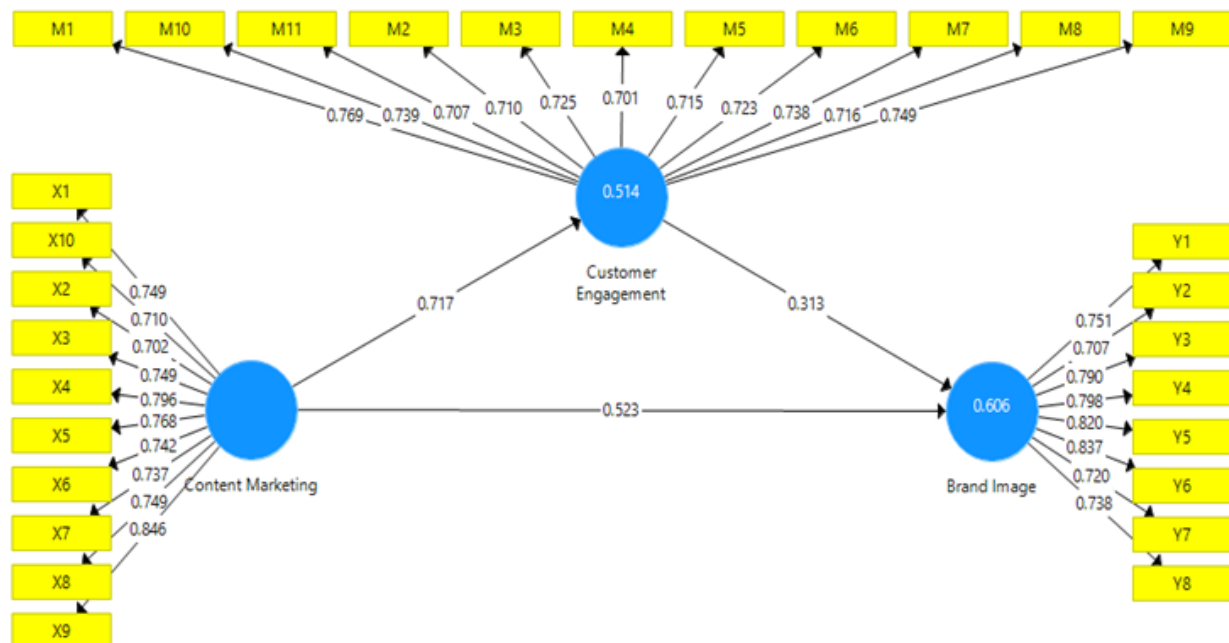 M1 M10 M11 M2 M3 M4 M5 M6 M7 M8 M9
0.769 0.739 0.707 0.710 0.725 0.701 0.715 0.723 0.738 0.716 0.749
0.514
Customer
Engagement
X1
X10
X2
X3
X4
X5
X6
X7
X8
X9
0.749
0.710
0.702
0.749
0.796
0.768
0.742
0.737
0.749
0.846
Content Marketing
0.717
0.313
0.523
0.606
Brand Image
0.751
0.707
0.790
0.798
0.820
0.837
0.720
0.738
Y1
Y2
Y3
Y4
Y5
Y6
Y7
Y8